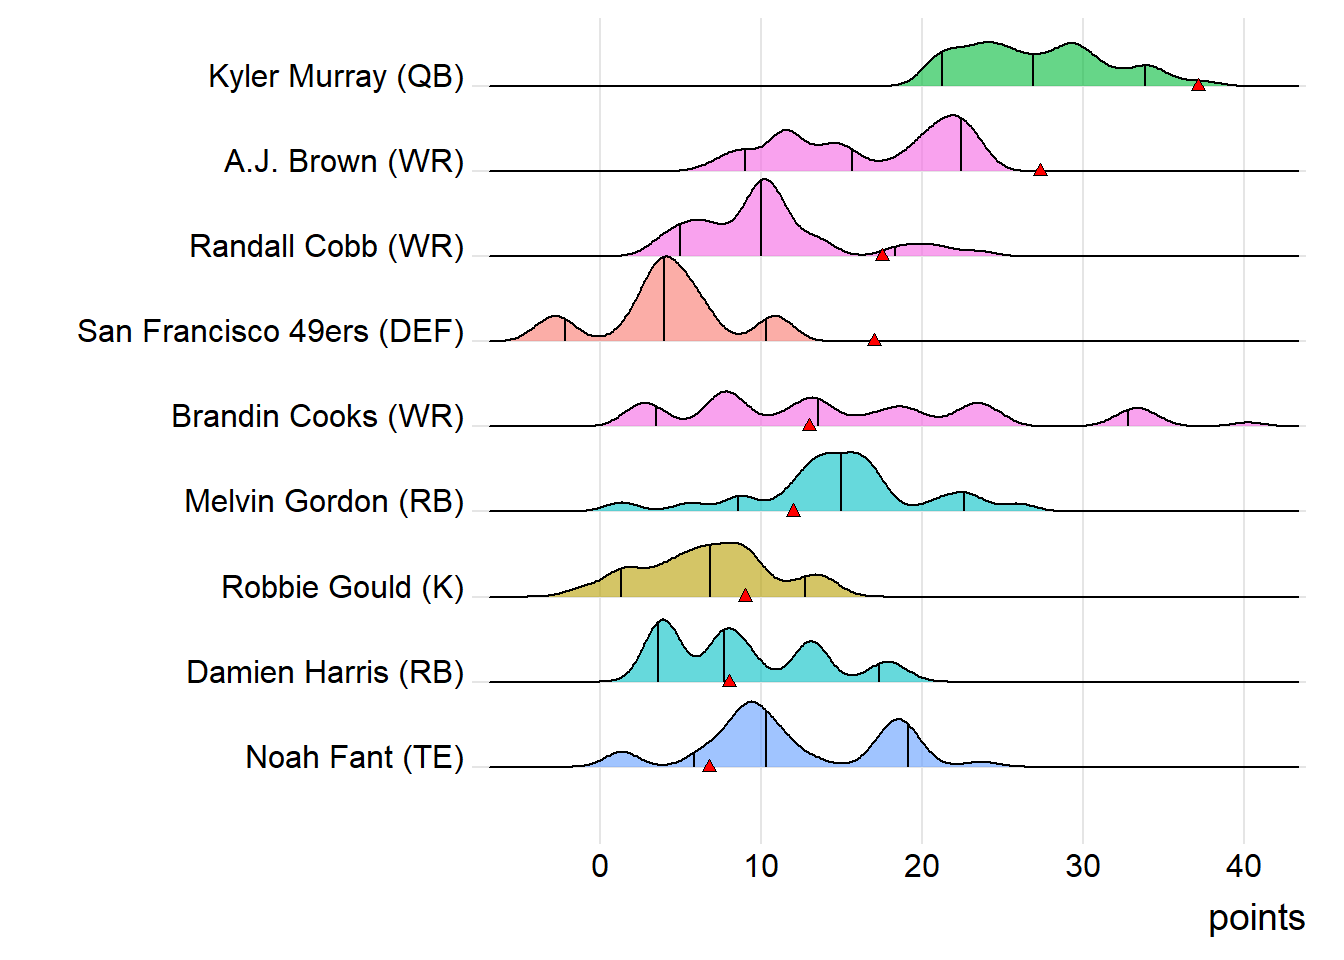 Kyler Murray (QB)
A.J. Brown (WR)
Randall Cobb (WR)
San Francisco 49ers (DEF)
Brandin Cooks (WR)
Melvin Gordon (RB)
Robbie Gould (K)
Damien Harris (RB)
Noah Fant (TE)
0 10 20 30 40
points